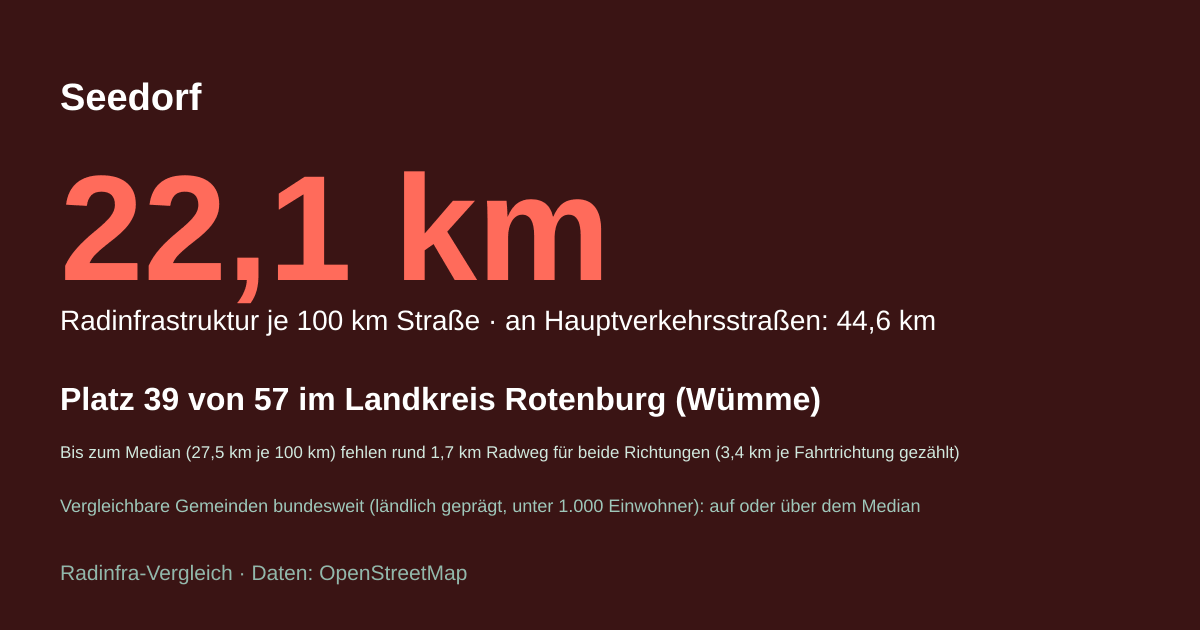 Seedorf
22,1 km
Radinfrastruktur je 100 km Straße · an Hauptverkehrsstraßen: 44,6 km
Platz 39 von 57 im Landkreis Rotenburg (Wümme)
Bis zum Median (27,5 km je 100 km) fehlen rund 1,7 km Radweg für beide Richtungen (3,4 km je Fahrtrichtung gezählt)
Vergleichbare Gemeinden bundesweit (ländlich geprägt, unter 1.000 Einwohner): auf oder über dem Median
Radinfra-Vergleich · Daten: OpenStreetMap